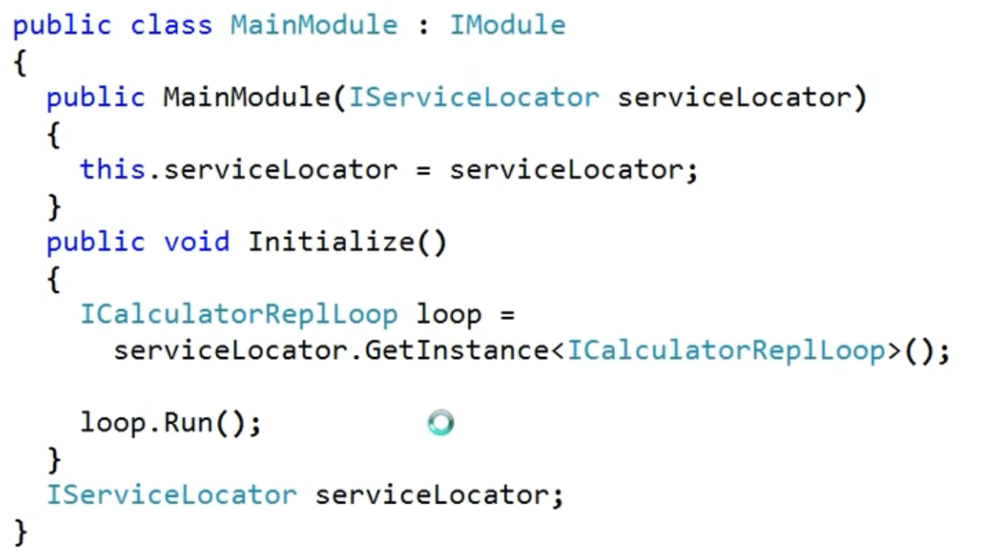 public class MainModule : IModule
{
  public MainModule(IServiceLocator serviceLocator)
  {
    this.serviceLocator = serviceLocator;
  }
  public void Initialize()
  {
    ICalculatorReplLoop loop =
      serviceLocator.GetInstance<ICalculatorReplLoop>();
    loop.Run();
  }
  IServiceLocator serviceLocator;
}